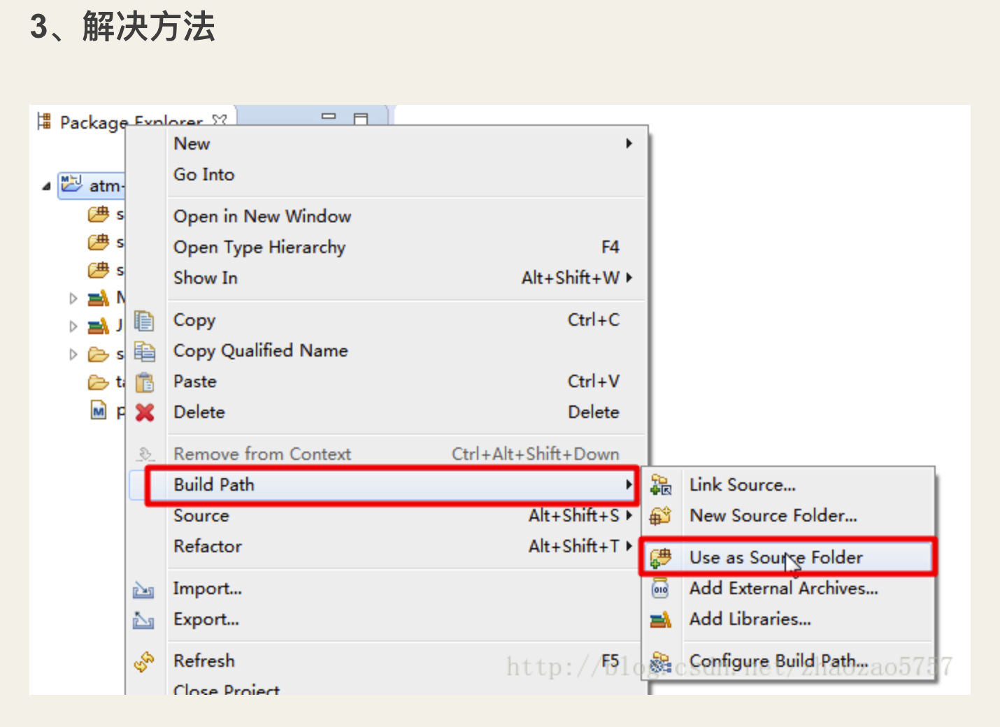 3、解决方法
Package Explorer
New
Go Into
atm-
Open in New Window
Open Type Hierarchy F4
Show In Alt+Shift+W
Copy Ctrl+C
Copy Qualified Name
Paste Ctrl+V
Delete Delete
Remove from Context Ctrl+Alt+Shift+Down
Build Path
Source Alt+Shift+S
Refactor Alt+Shift+T
Import...
Export...
Refresh F5
Close Project
Link Source...
New Source Folder...
Use as Source Folder
Add External Archives...
Add Libraries...
Configure Build Path...
http://blog.csdn.net/zhaozao5757